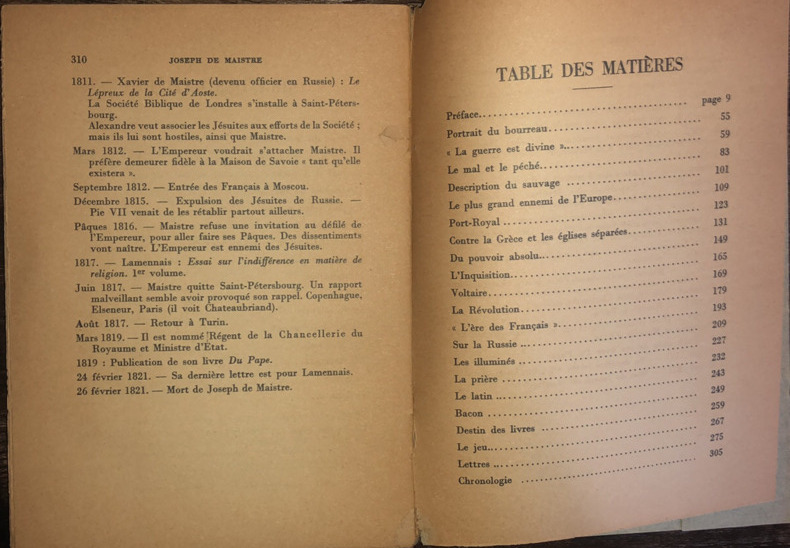 310 JOSEPH DE MAISTRE
1811. — Xavier de Maistre (devenu officier en Russie) : Le
Lépreux de la Cité d'Aoste.
La Société Biblique de Londres s'installe à Saint-Péters-
bourg.
Alexandre veut associer les Jésuites aux efforts de la Société ;
mais ils lui sont hostiles, ainsi que Maistre.
Mars 1812. — L'Empereur voudrait s'attacher Maistre. Il
préfère demeurer fidèle à la Maison de Savoie « tant qu'elle
existera ».
Septembre 1812. — Entrée des Français à Moscou.
Décembre 1815. — Expulsion des Jésuites de Russie. —
Pie VII venait de les rétablir partout ailleurs.
Pâques 1816. — Maistre refuse une invitation au défilé de
l'Empereur, pour aller faire ses Pâques. Des dissentiments
vont naître. L'Empereur est ennemi des Jésuites.
1817. — Lamennais : Essai sur l'indifférence en matière de
religion. 1er volume.
Juin 1817. — Maistre quitte Saint-Pétersbourg. Un rapport
malveillant semble avoir provoqué son rappel. Copenhague,
Elseneur, Paris (il voit Chateaubriand).
Août 1817. — Retour à Turin.
Mars 1819. — Il est nommé Régent de la Chancellerie du
Royaume et Ministre d'Etat.
1819 : Publication de son livre Du Pape.
24 février 1821. — Sa dernière lettre est pour Lamennais.
26 février 1821. — Mort de Joseph de Maistre.
TABLE DES MATIÈRES
Préface.......... page 9
Portrait du bourreau.......... 55
« La guerre est divine ».......... 59
Le mal et le péché.......... 83
Description du sauvage .......... 101
Le plus grand ennemi de l'Europe.......... 109
Port-Royal .......... 123
Contre la Grèce et les églises séparées.......... 131
Du pouvoir absolu.......... 149
L'Inquisition.......... 165
Voltaire.......... 169
La Révolution.......... 179
« L'ère des Français ».......... 193
Sur la Russie .......... 209
Les illuminés .......... 227
La prière .......... 232
Le latin .......... 243
Bacon .......... 249
Destin des livres .......... 259
Le jeu.......... 267
Lettres .......... 275
Chronologie .......... 305